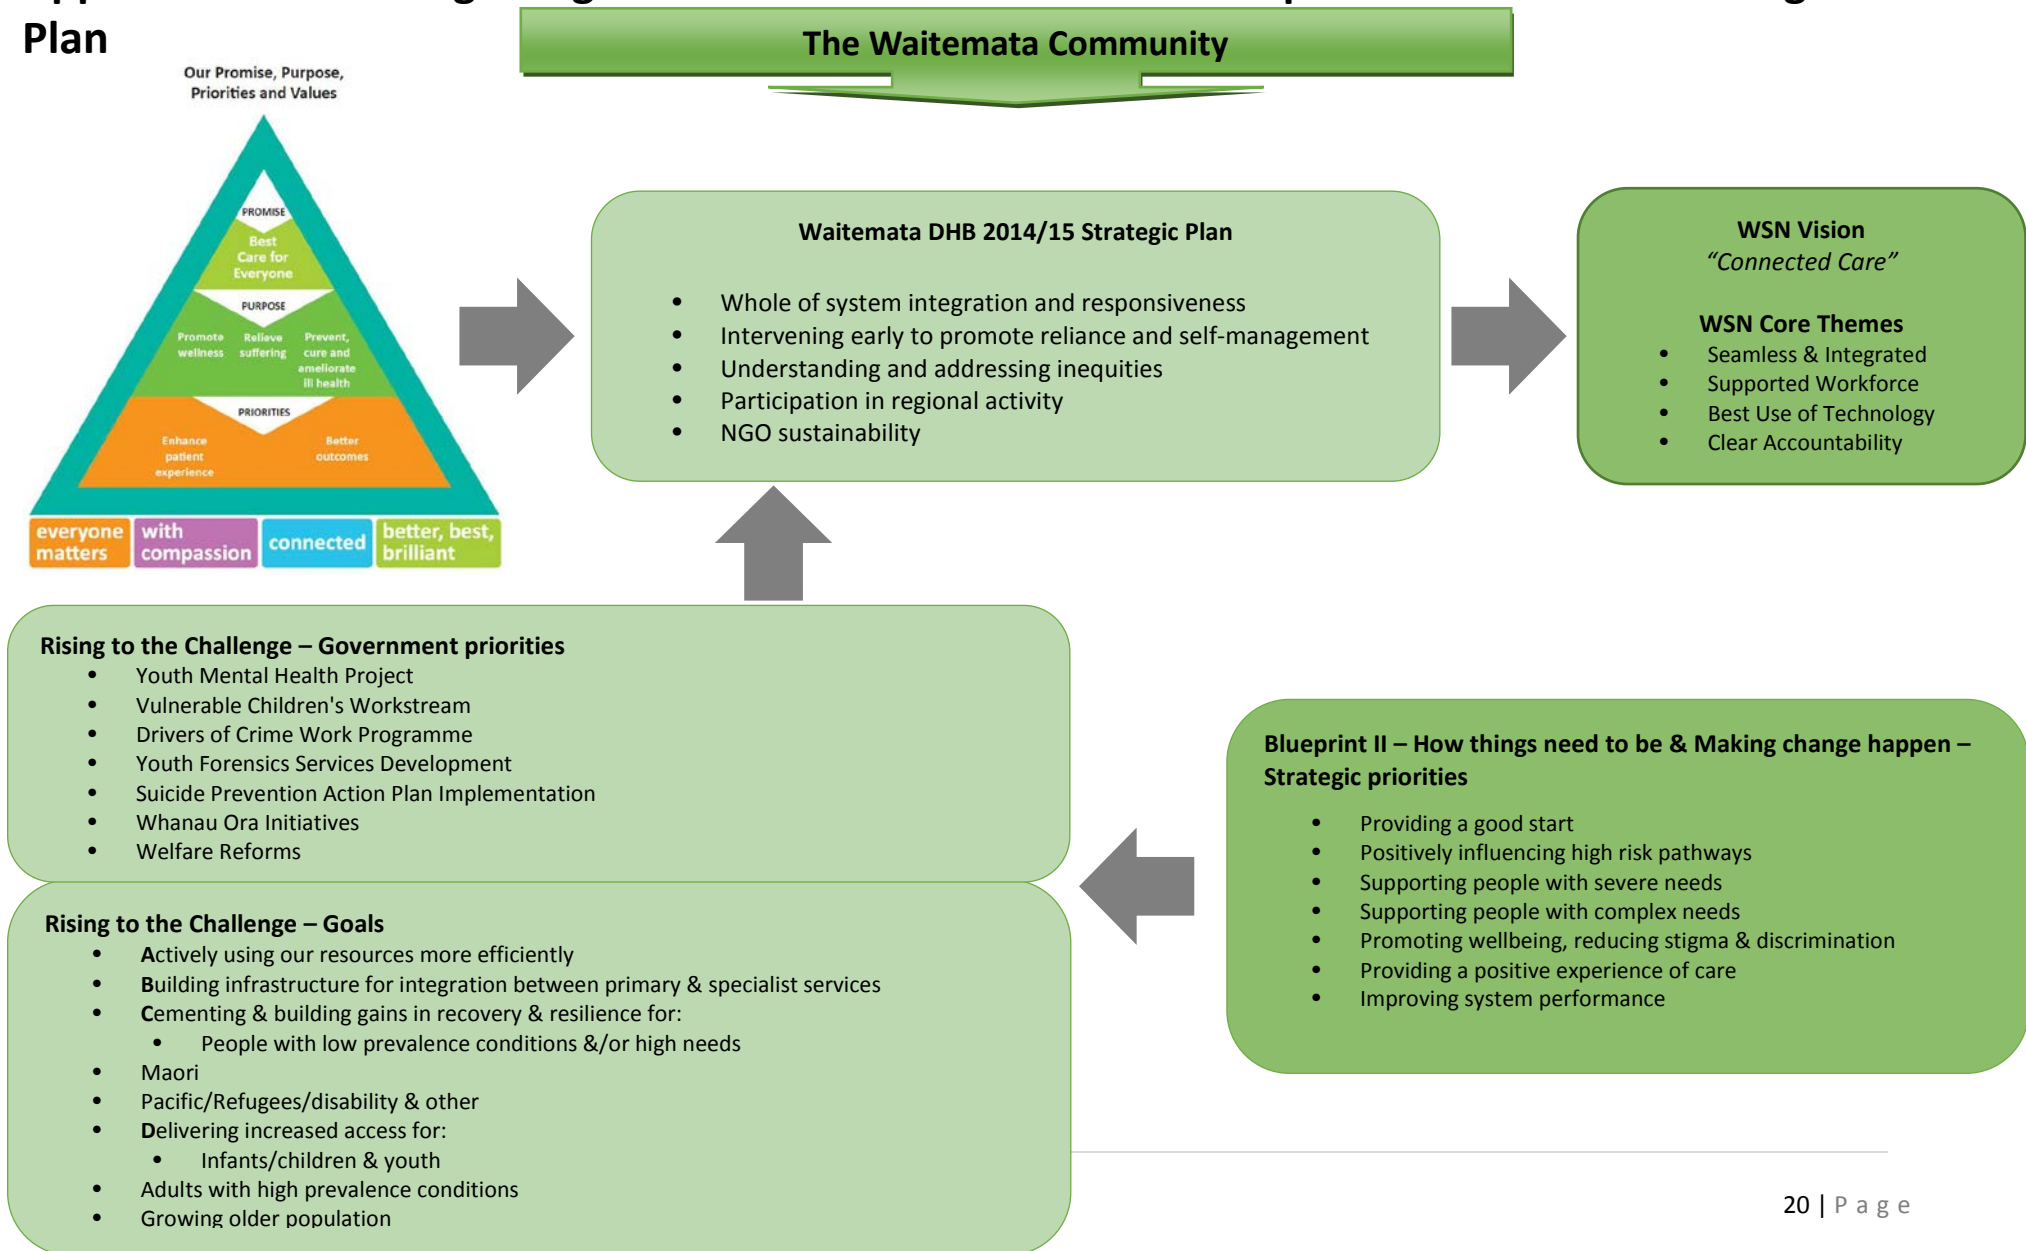 Plan
The Waitemata Community
Our Promise, Purpose,
Priorities and Values
PROMISE
Best
Care for
Everyone
PURPOSE
Promote
wellness
Relieve
suffering
Prevent,
cure and
ameliorate
ill health
PRIORITIES
Enhance
patient
experience
Better
outcomes
everyone
matters
with
compassion
connected
better, best,
brilliant
Waitemata DHB 2014/15 Strategic Plan
• Whole of system integration and responsiveness
• Intervening early to promote reliance and self-management
• Understanding and addressing inequities
• Participation in regional activity
• NGO sustainability
WSN Vision
“Connected Care”
WSN Core Themes
• Seamless & Integrated
• Supported Workforce
• Best Use of Technology
• Clear Accountability
Rising to the Challenge – Government priorities
• Youth Mental Health Project
• Vulnerable Children's Workstream
• Drivers of Crime Work Programme
• Youth Forensics Services Development
• Suicide Prevention Action Plan Implementation
• Whanau Ora Initiatives
• Welfare Reforms
Rising to the Challenge – Goals
• Actively using our resources more efficiently
• Building infrastructure for integration between primary & specialist services
• Cementing & building gains in recovery & resilience for:
• People with low prevalence conditions &/or high needs
• Maori
• Pacific/Refugees/disability & other
• Delivering increased access for:
• Infants/children & youth
• Adults with high prevalence conditions
• Growing older population
Blueprint II – How things need to be & Making change happen –
Strategic priorities
• Providing a good start
• Positively influencing high risk pathways
• Supporting people with severe needs
• Supporting people with complex needs
• Promoting wellbeing, reducing stigma & discrimination
• Providing a positive experience of care
• Improving system performance
20 | P a g e